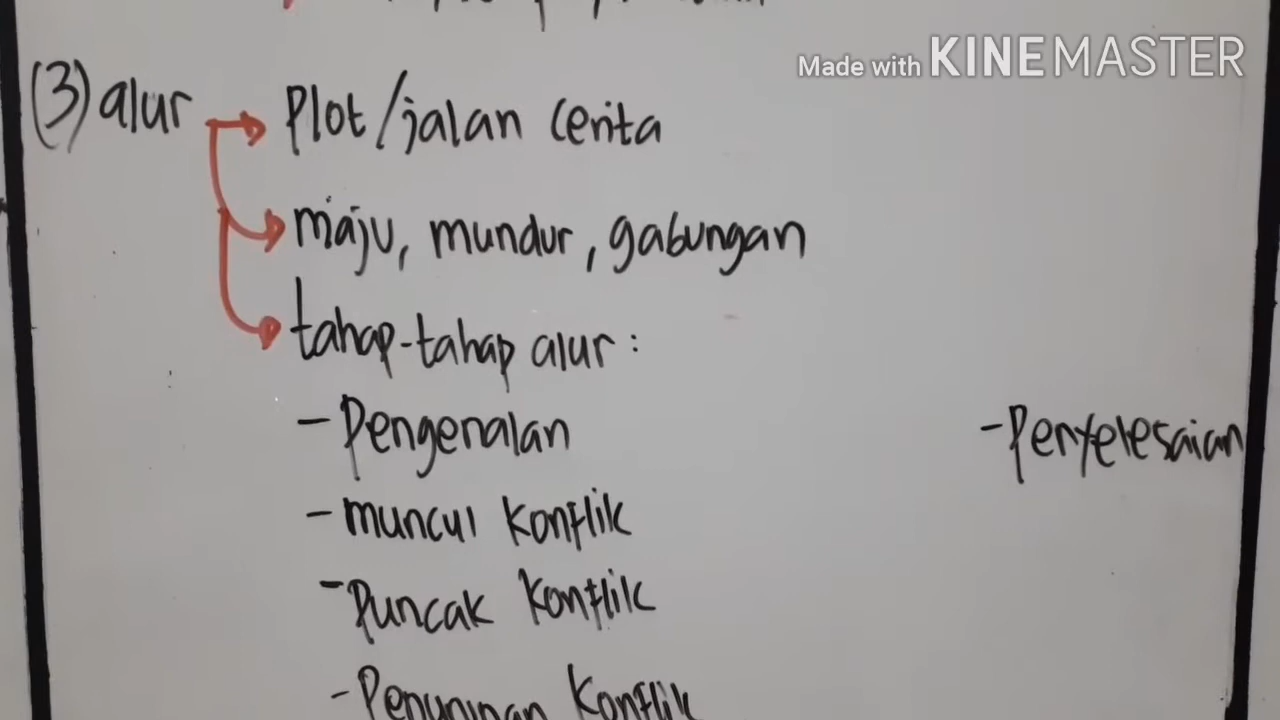 Made with KINEMASTER
(3) alur → Plot/jalan cerita
→ maju, mundur, gabungan
→ tahap-tahap alur :
- Pengenalan
- Penyelesaian
- muncul konflik
- Puncak konflik
- Penurunan konflik